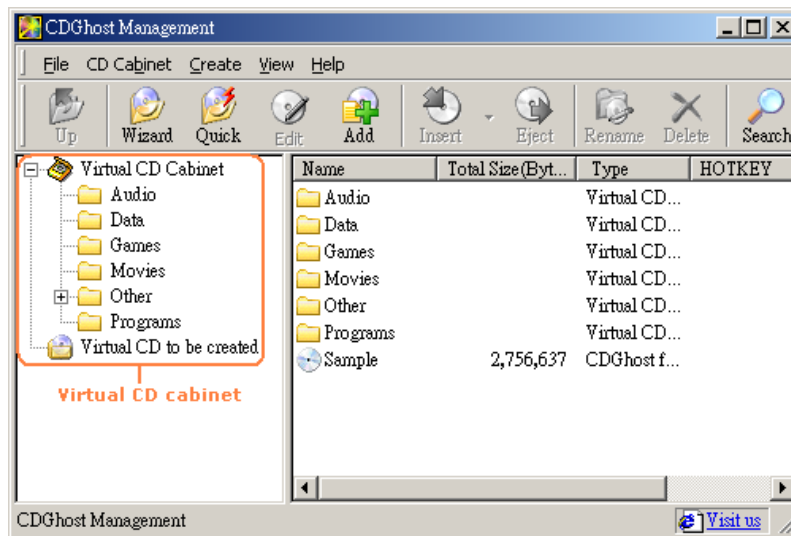 CDGhost Management
File CD Cabinet Create View Help
Up Wizard Quick Edit Add Insert Eject Rename Delete Search
Virtual CD Cabinet
Audio
Data
Games
Movies
Other
Programs
Virtual CD to be created
Virtual CD cabinet
Name Total Size(Byt... Type HOTKEY
Audio Virtual CD...
Data Virtual CD...
Games Virtual CD...
Movies Virtual CD...
Other Virtual CD...
Programs Virtual CD...
Sample 2,756,637 CDGhost f...
CDGhost Management Visit us